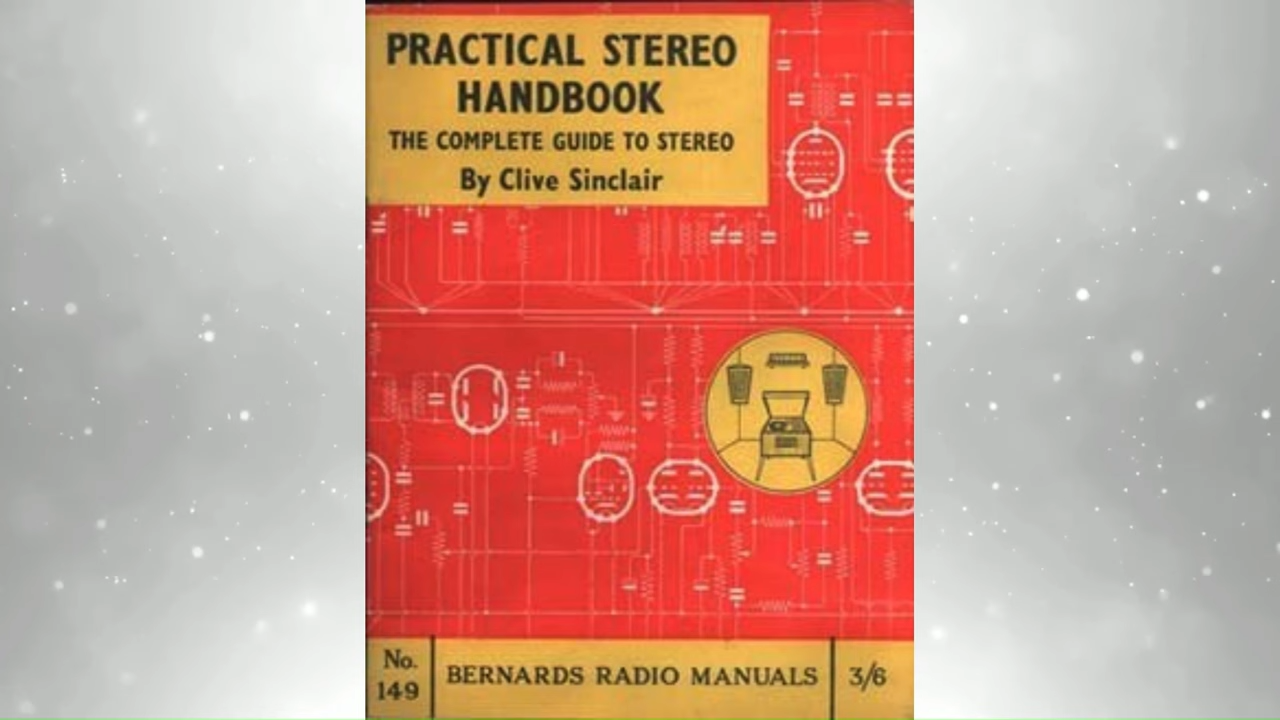 PRACTICAL STEREO
HANDBOOK
THE COMPLETE GUIDE TO STEREO
By Clive Sinclair
No.
149
BERNARDS RADIO MANUALS
3/6